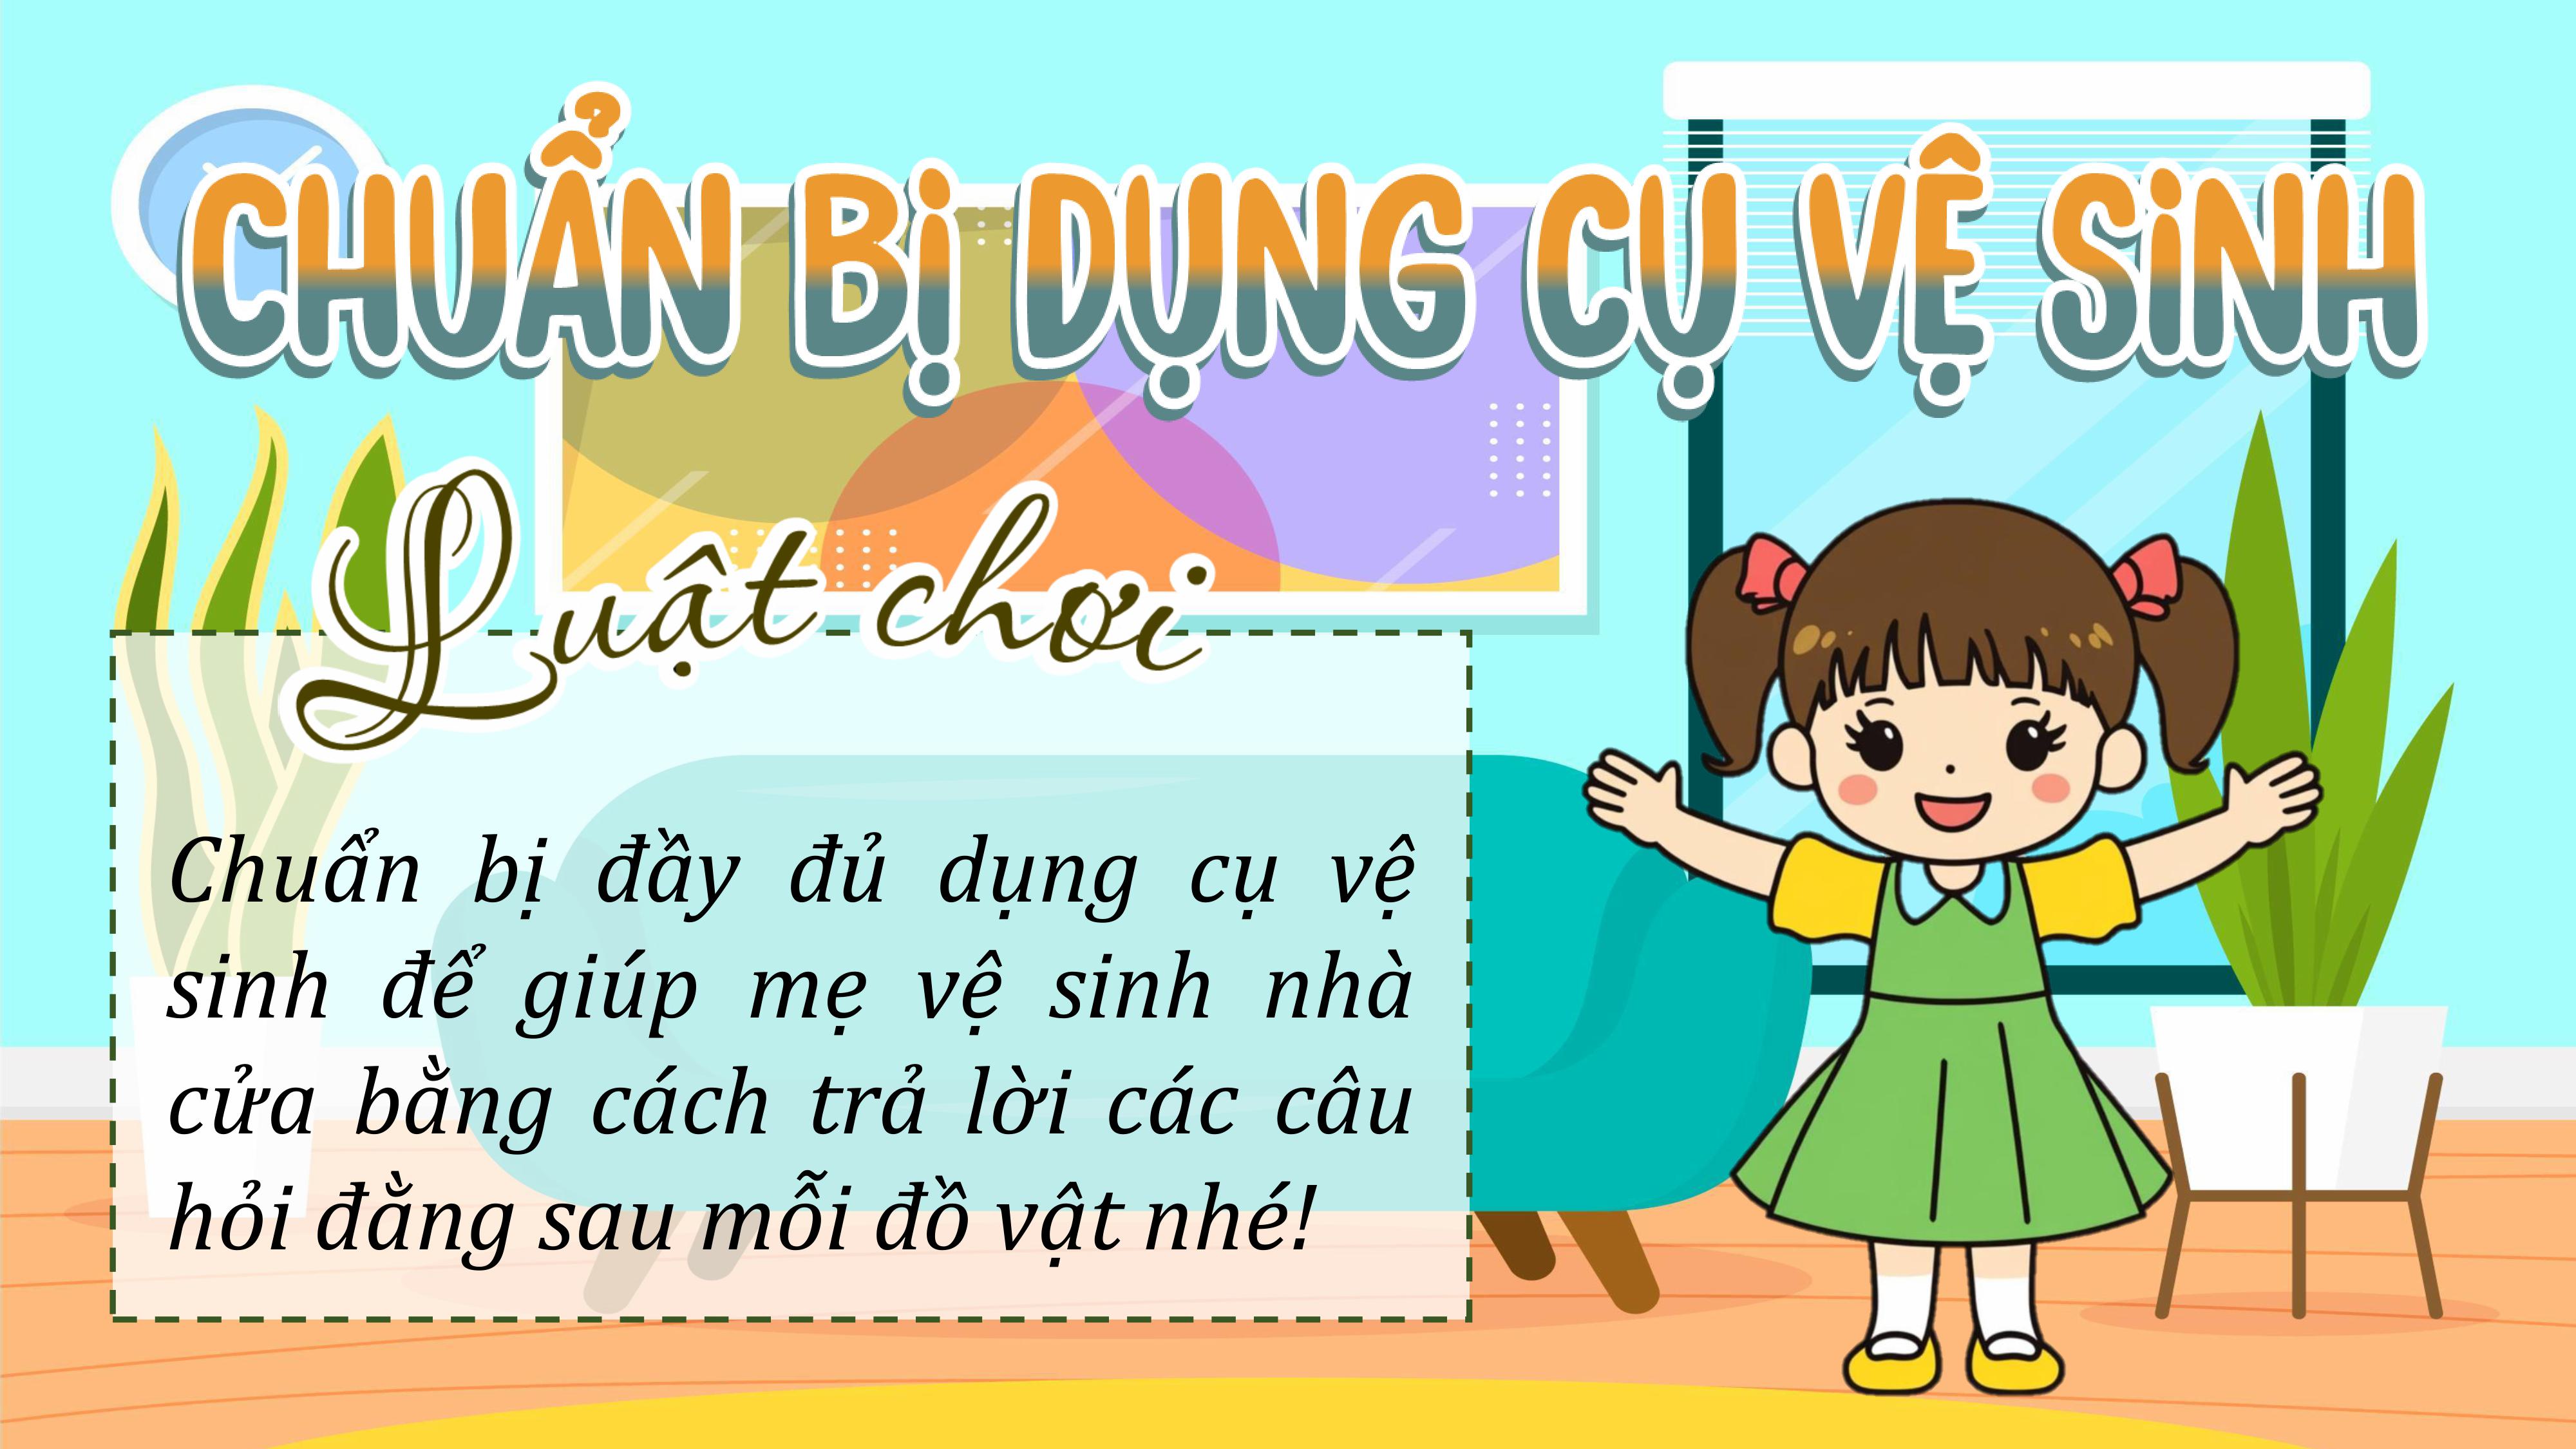 CHUẨN BỊ DỤNG CỤ VỆ SINH
Luật chơi
Chuẩn bị đầy đủ dụng cụ vệ
sinh để giúp mẹ vệ sinh nhà
cửa bằng cách trả lời các câu
hỏi đằng sau mỗi đồ vật nhé!